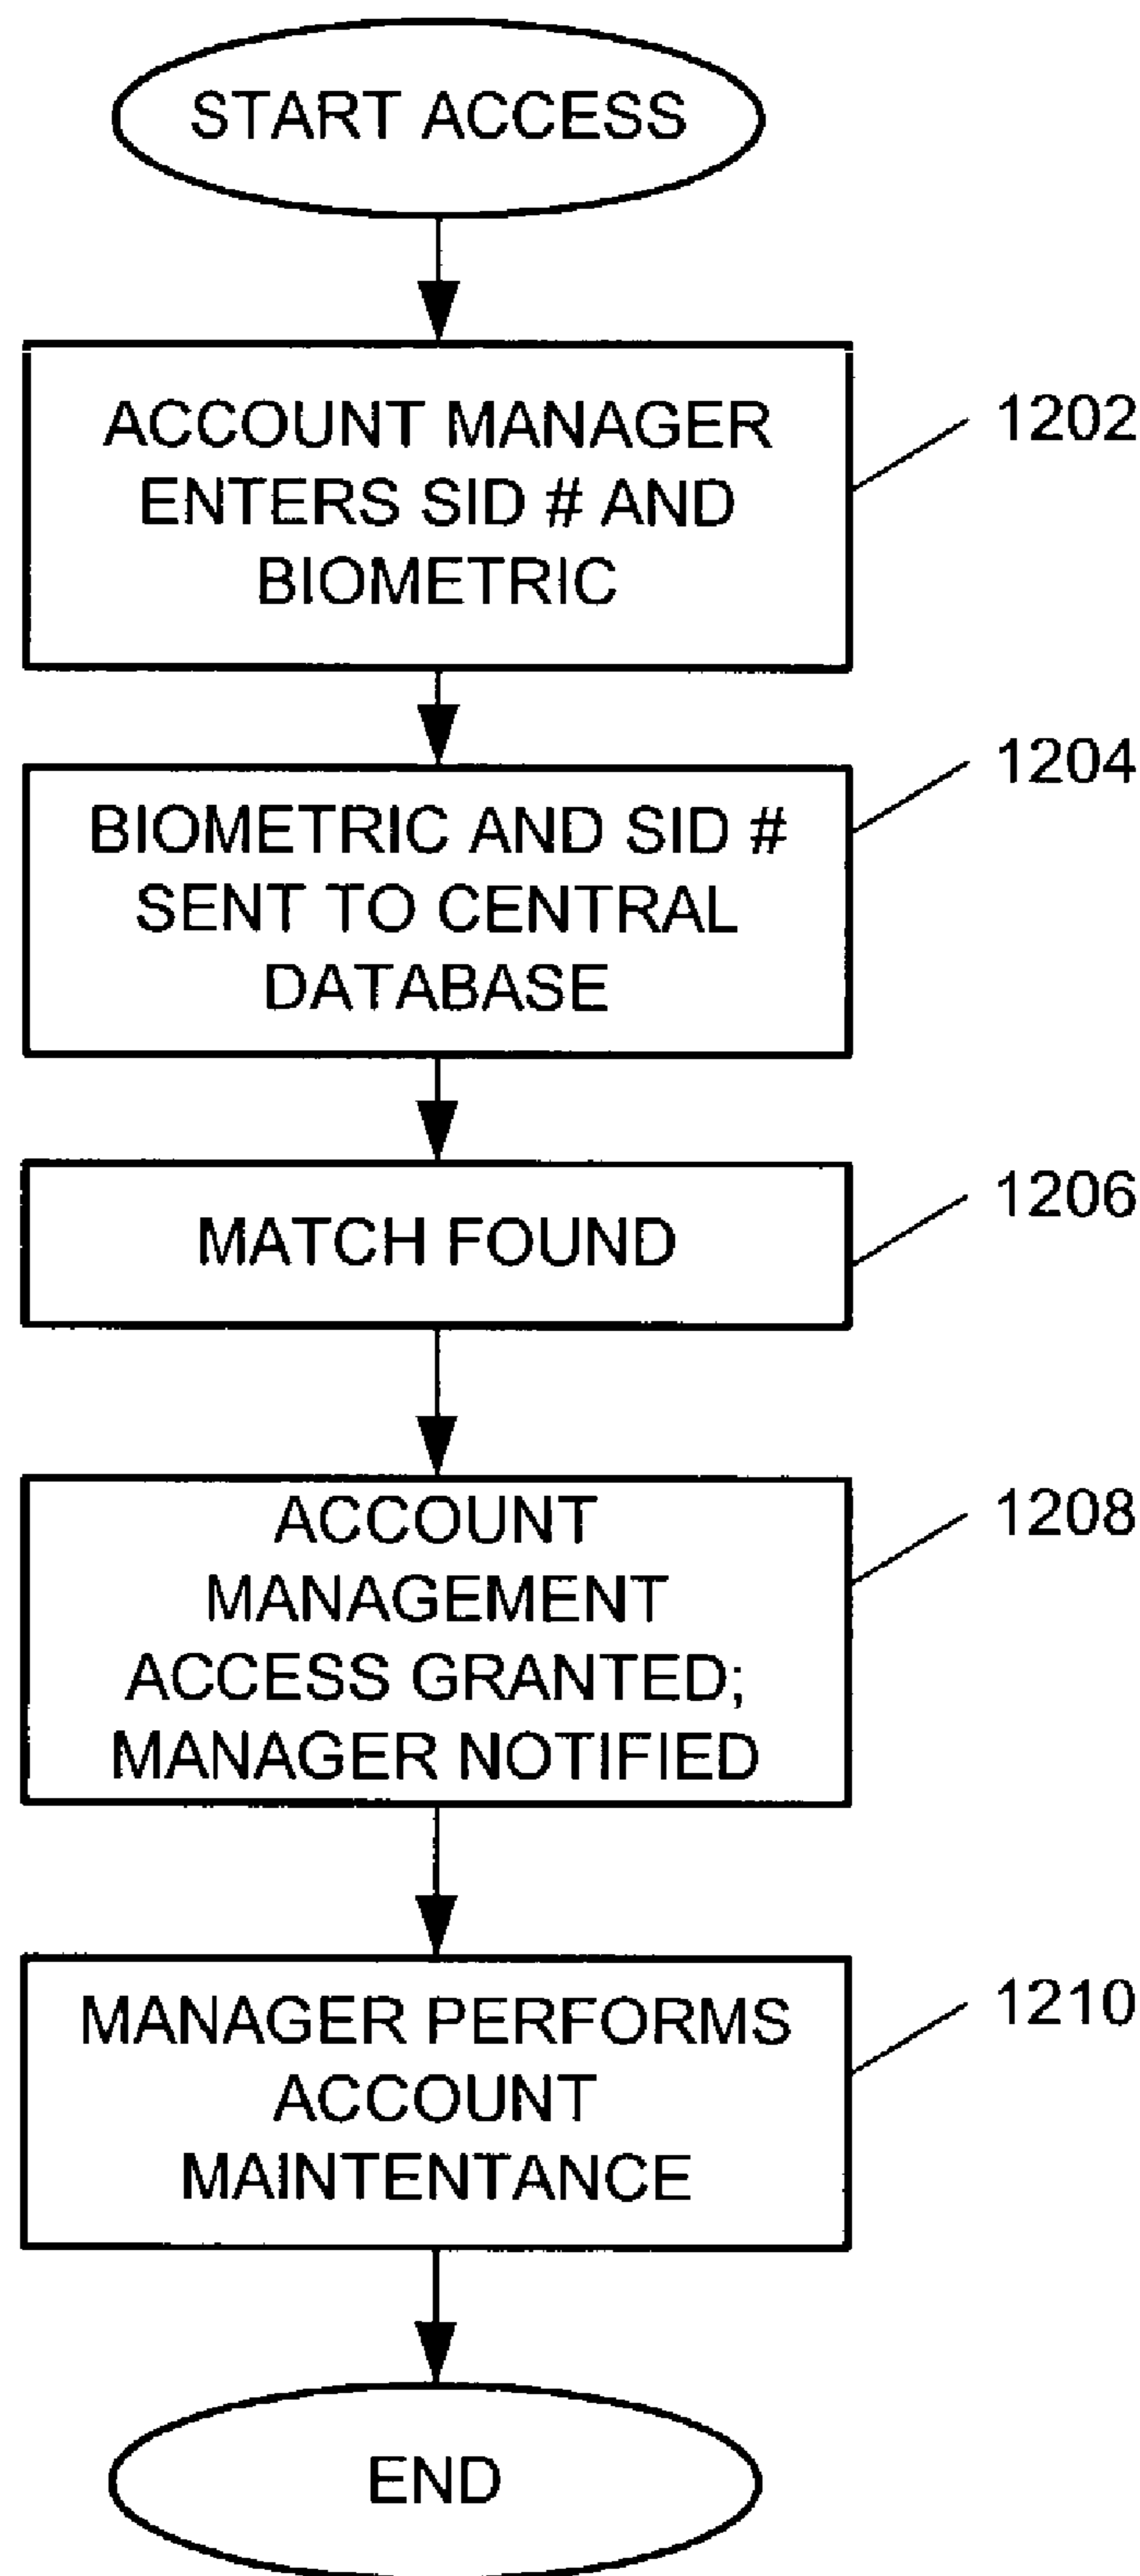 START ACCESS
ACCOUNT MANAGER
ENTERS SID # AND
BIOMETRIC
1202
BIOMETRIC AND SID #
SENT TO CENTRAL
DATABASE
1204
MATCH FOUND
1206
ACCOUNT
MANAGEMENT
ACCESS GRANTED;
MANAGER NOTIFIED
1208
MANAGER PERFORMS
ACCOUNT
MAINTENTANCE
1210
END